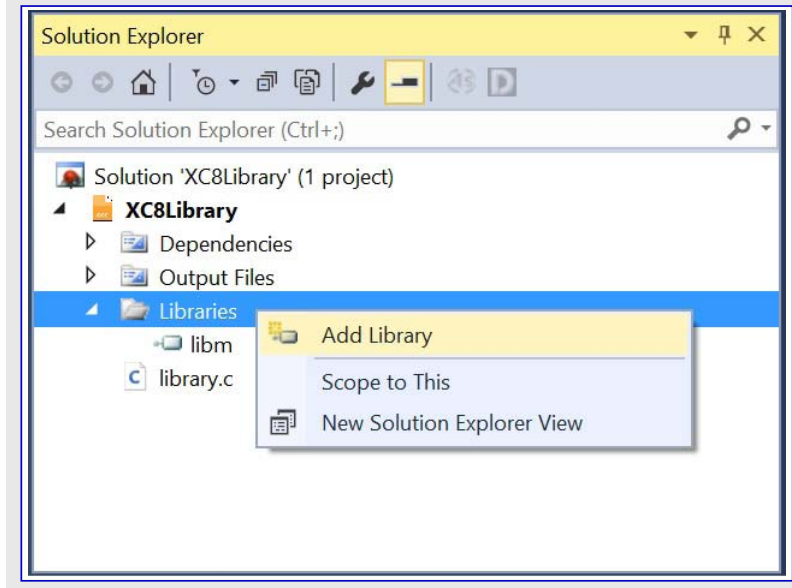 Solution Explorer
Search Solution Explorer (Ctrl+;)
Solution 'XC8Library' (1 project)
XC8Library
Dependencies
Output Files
Libraries
Add Library
libm
Scope to This
library.c
New Solution Explorer View